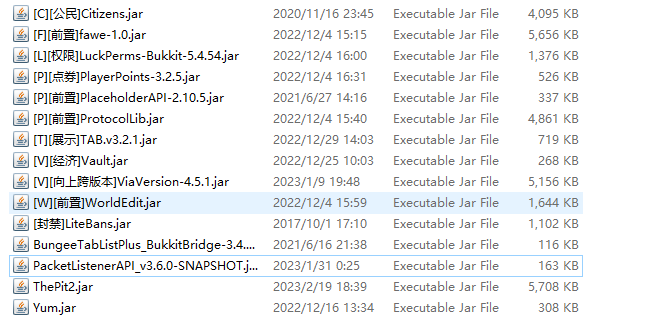 [C][公民]Citizens.jar 2020/11/16 23:45 Executable Jar File 4,095 KB
[F][前置]fawe-1.0.jar 2022/12/4 15:15 Executable Jar File 5,656 KB
[L][权限]LuckPerms-Bukkit-5.4.54.jar 2022/12/4 16:00 Executable Jar File 1,376 KB
[P][点券]PlayerPoints-3.2.5.jar 2022/12/4 16:31 Executable Jar File 526 KB
[P][前置]PlaceholderAPI-2.10.5.jar 2021/6/27 14:16 Executable Jar File 337 KB
[P][前置]ProtocolLib.jar 2022/12/4 15:40 Executable Jar File 4,861 KB
[T][展示]TAB.v3.2.1.jar 2022/12/29 14:03 Executable Jar File 719 KB
[V][经济]Vault.jar 2022/12/25 10:03 Executable Jar File 268 KB
[V][向上跨版本]ViaVersion-4.5.1.jar 2023/1/9 19:48 Executable Jar File 5,156 KB
[W][前置]WorldEdit.jar 2022/12/4 15:59 Executable Jar File 1,644 KB
[封禁]LiteBans.jar 2017/10/1 17:10 Executable Jar File 1,102 KB
BungeeTabListPlus_BukkitBridge-3.4.... 2021/6/16 21:38 Executable Jar File 116 KB
PacketListenerAPI_v3.6.0-SNAPSHOT.j... 2023/1/31 0:25 Executable Jar File 163 KB
ThePit2.jar 2023/2/19 18:39 Executable Jar File 5,708 KB
Yum.jar 2022/12/16 13:34 Executable Jar File 308 KB